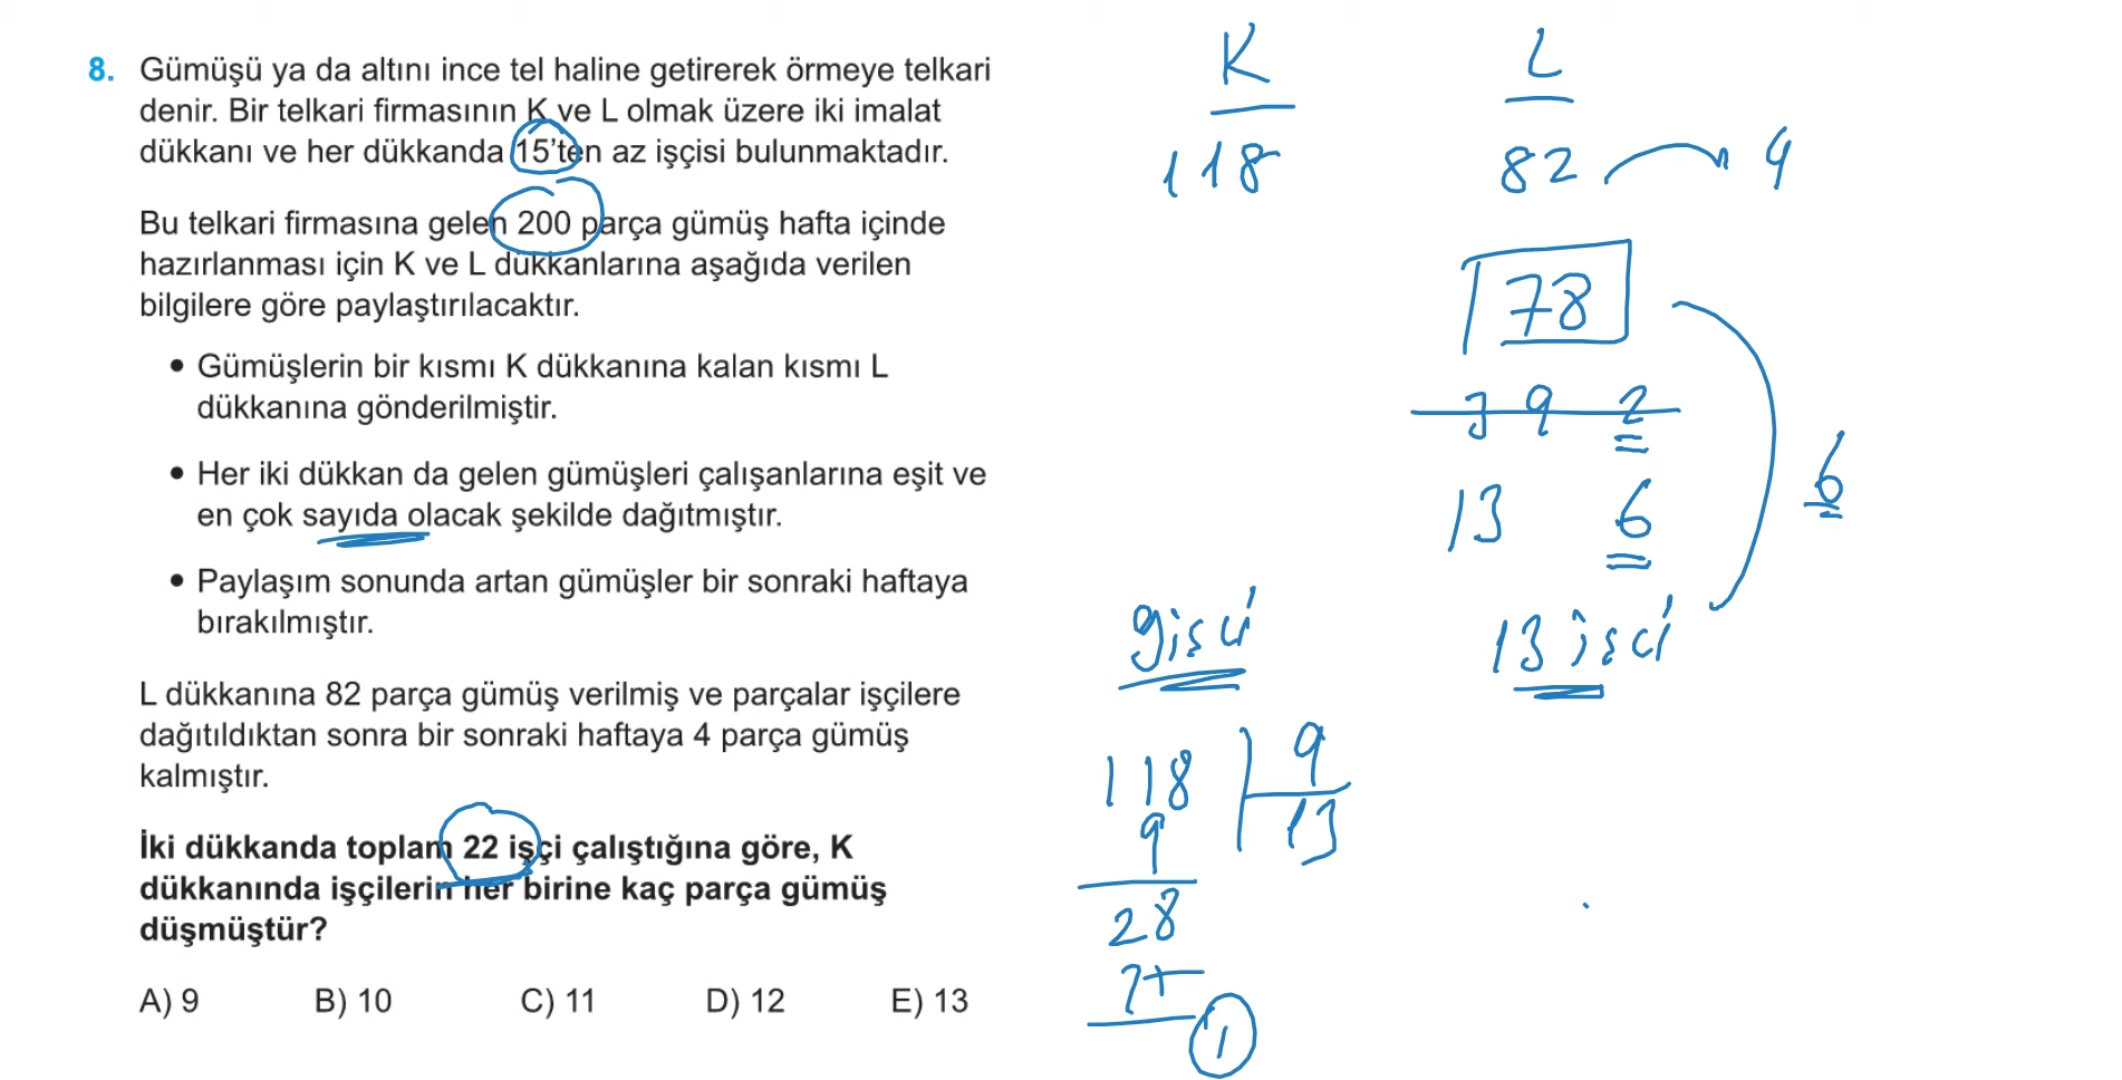 8. Gümüşü ya da altını ince tel haline getirerek örmeye telkari
denir. Bir telkari firmasının K ve L olmak üzere iki imalat
dükkanı ve her dükkanda 15'ten az işçisi bulunmaktadır.
Bu telkari firmasına gelen 200 parça gümüş hafta içinde
hazırlanması için K ve L dükkanlarına aşağıda verilen
bilgilere göre paylaştırılacaktır.
• Gümüşlerin bir kısmı K dükkanına kalan kısmı L
dükkanına gönderilmiştir.
• Her iki dükkan da gelen gümüşleri çalışanlarına eşit ve
en çok sayıda olacak şekilde dağıtmıştır.
• Paylaşım sonunda artan gümüşler bir sonraki haftaya
bırakılmıştır.
L dükkanına 82 parça gümüş verilmiş ve parçalar işçilere
dağıtıldıktan sonra bir sonraki haftaya 4 parça gümüş
kalmıştır.
İki dükkanda toplam 22 işçi çalıştığına göre, K
dükkanında işçilerin her birine kaç parça gümüş
düşmüştür?
A) 9 B) 10 C) 11 D) 12 E) 13
K L
118 82 4
78
39 2
13 6
6
9 işçi 13 işçi
118 9
9 13
28
27
1